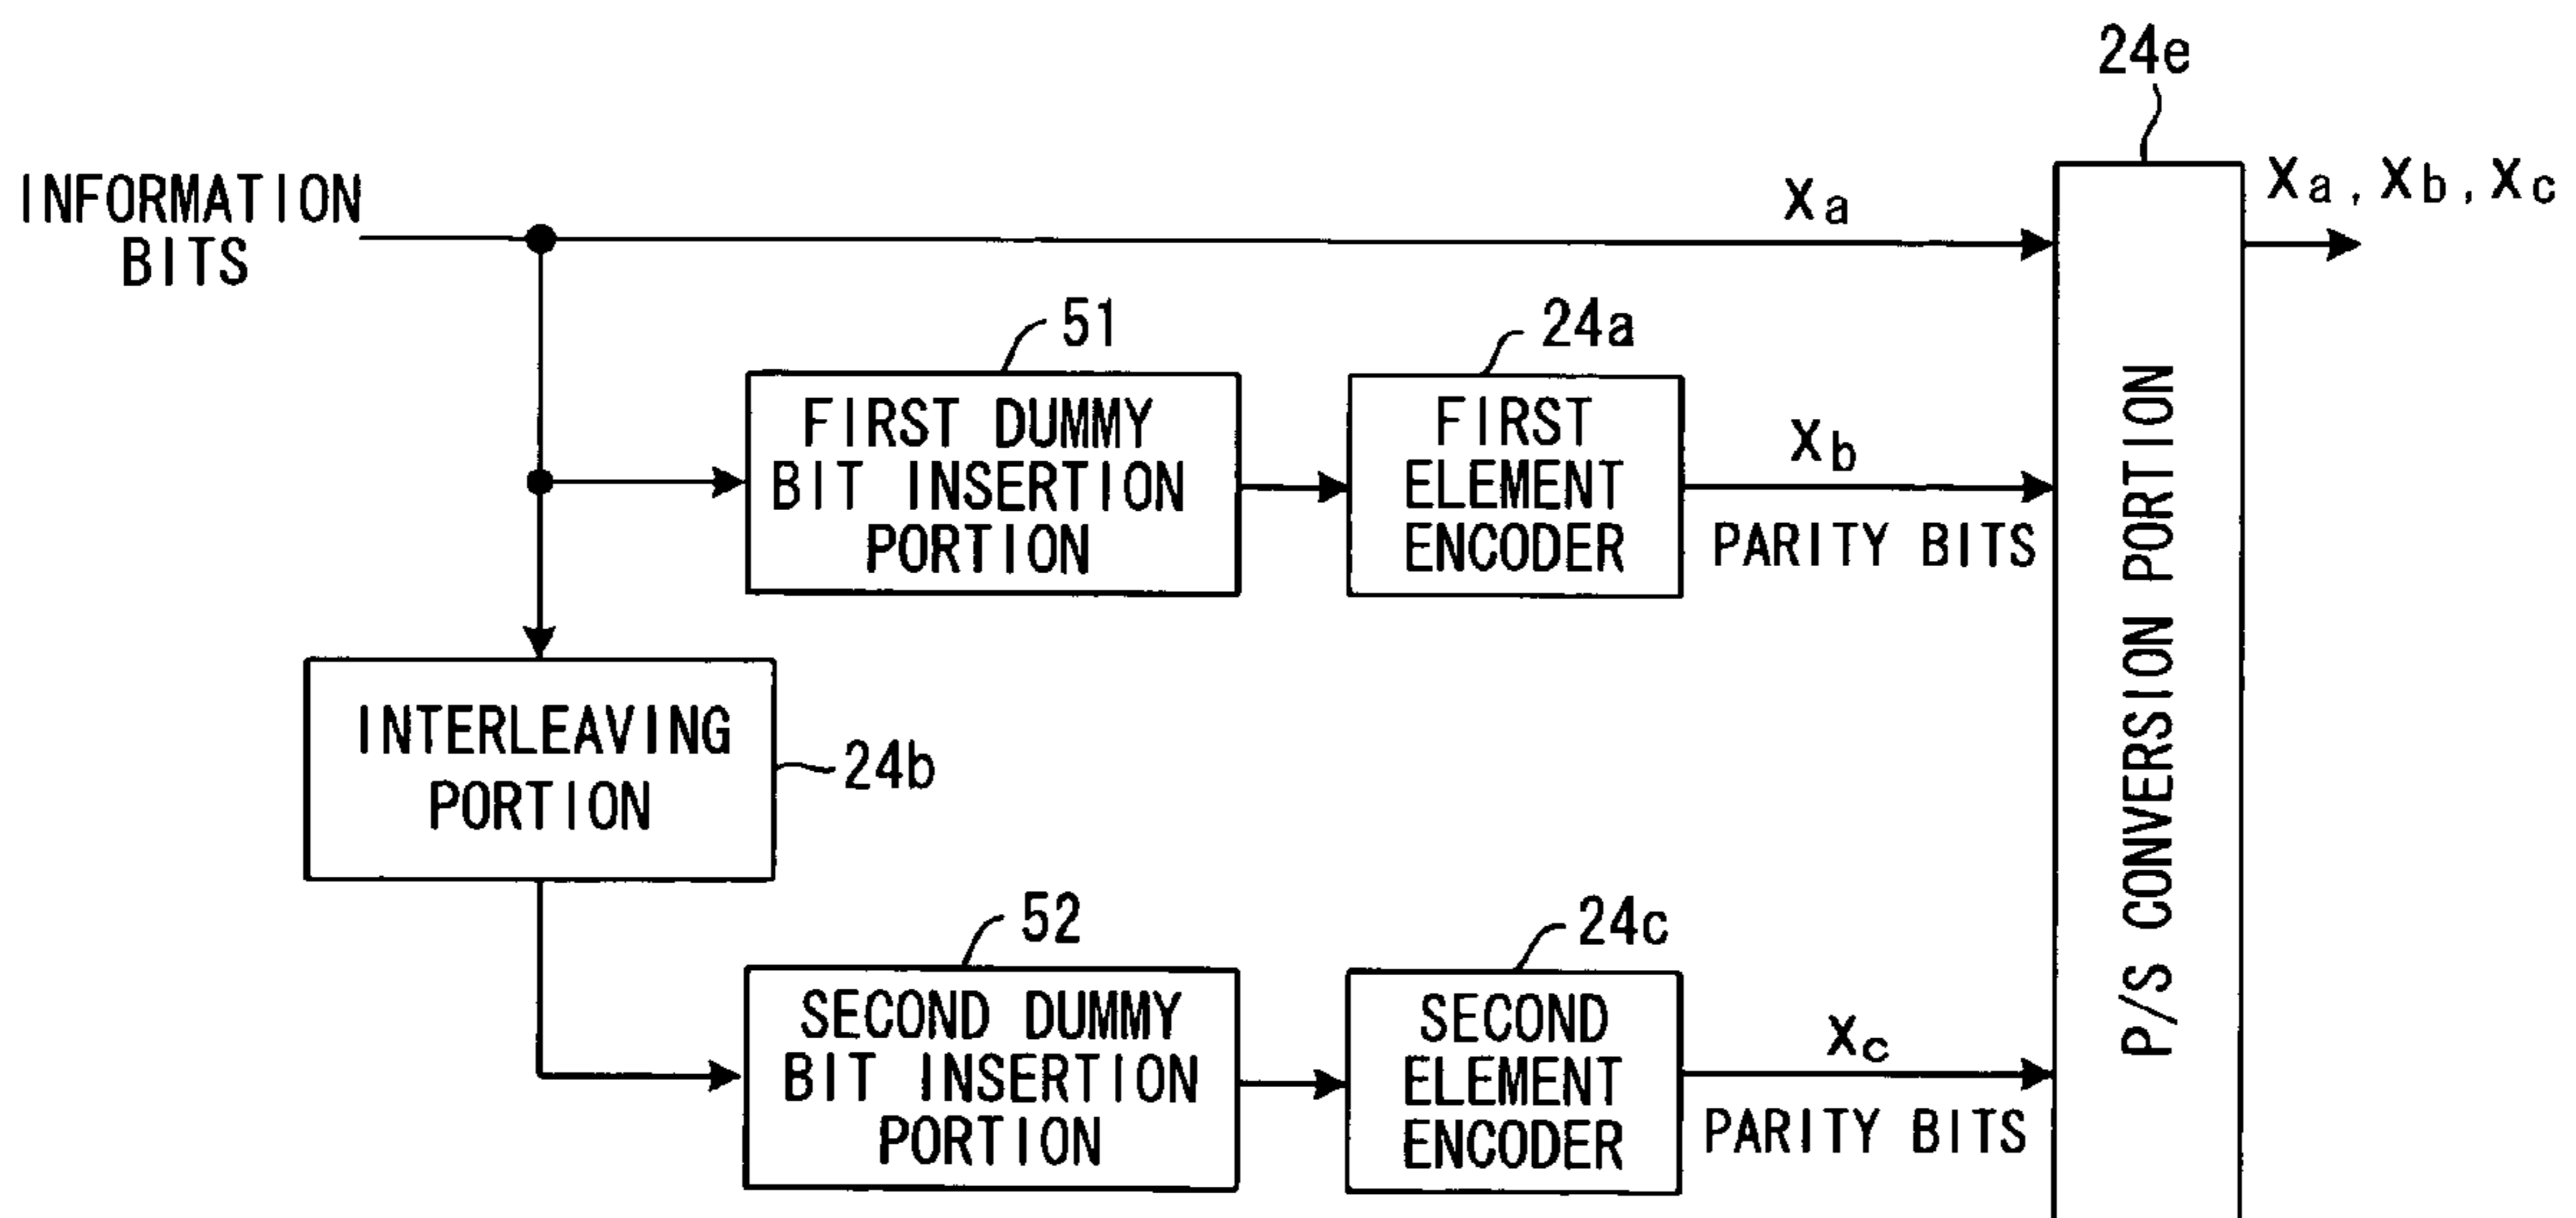 24e
INFORMATION
BITS
Xa
Xa, Xb, Xc
51
24a
FIRST DUMMY
BIT INSERTION
PORTION
FIRST
ELEMENT
ENCODER
Xb
PARITY BITS
INTERLEAVING
PORTION
24b
P/S CONVERSION PORTION
52
24c
SECOND DUMMY
BIT INSERTION
PORTION
SECOND
ELEMENT
ENCODER
Xc
PARITY BITS